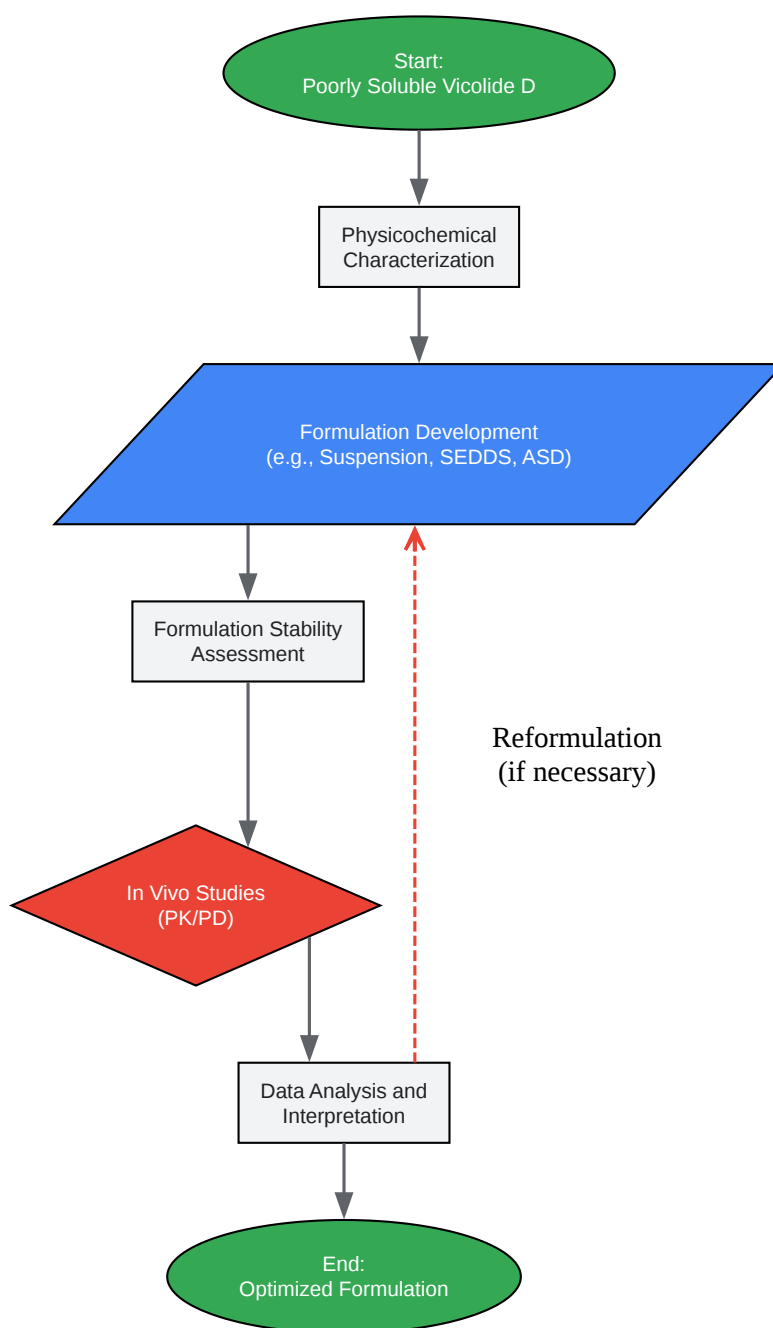 Start:
Poorly Soluble Vicolide D
Physicochemical
Characterization
Formulation Development
(e.g., Suspension, SEDDS, ASD)
Formulation Stability
Assessment
Reformulation
(if necessary)
In Vivo Studies
(PK/PD)
Data Analysis and
Interpretation
End:
Optimized Formulation